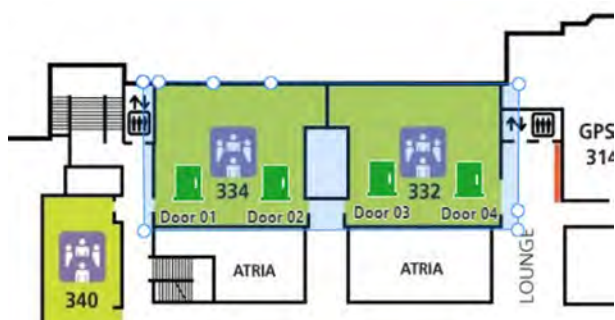 334
332
Door 01
Door 02
Door 03
Door 04
GPS
314
340
ATRIA
ATRIA
LOUNGE